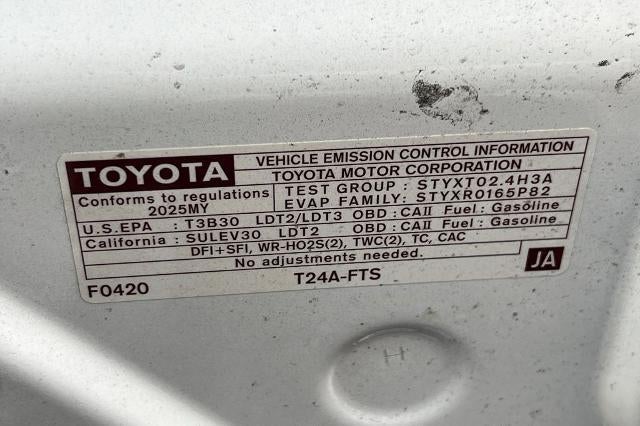 TOYOTA
VEHICLE EMISSION CONTROL INFORMATION
TOYOTA MOTOR CORPORATION
Conforms to regulations
2025MY
TEST GROUP : STYXT02.4H3A
EVAP FAMILY: STYXR0165P82
U.S.EPA : T3B30 LDT2/LDT3 OBD : CAII Fuel : Gasoline
California : SULEV30 LDT2 OBD : CAII Fuel : Gasoline
DFI+SFI, WR-HO2S(2), TWC(2), TC, CAC
No adjustments needed.
JA
F0420
T24A-FTS
H